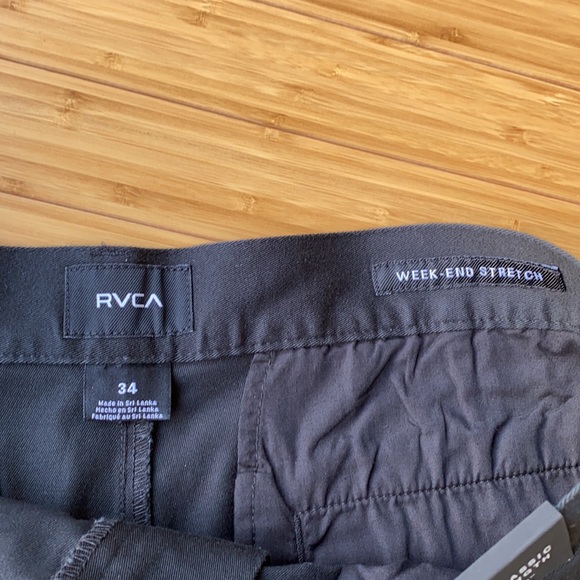 RVCA
WEEK-END STRETCH
34
Made in Sri Lanka
Hecho en Sri Lanka
Fabriqué au Sri Lanka